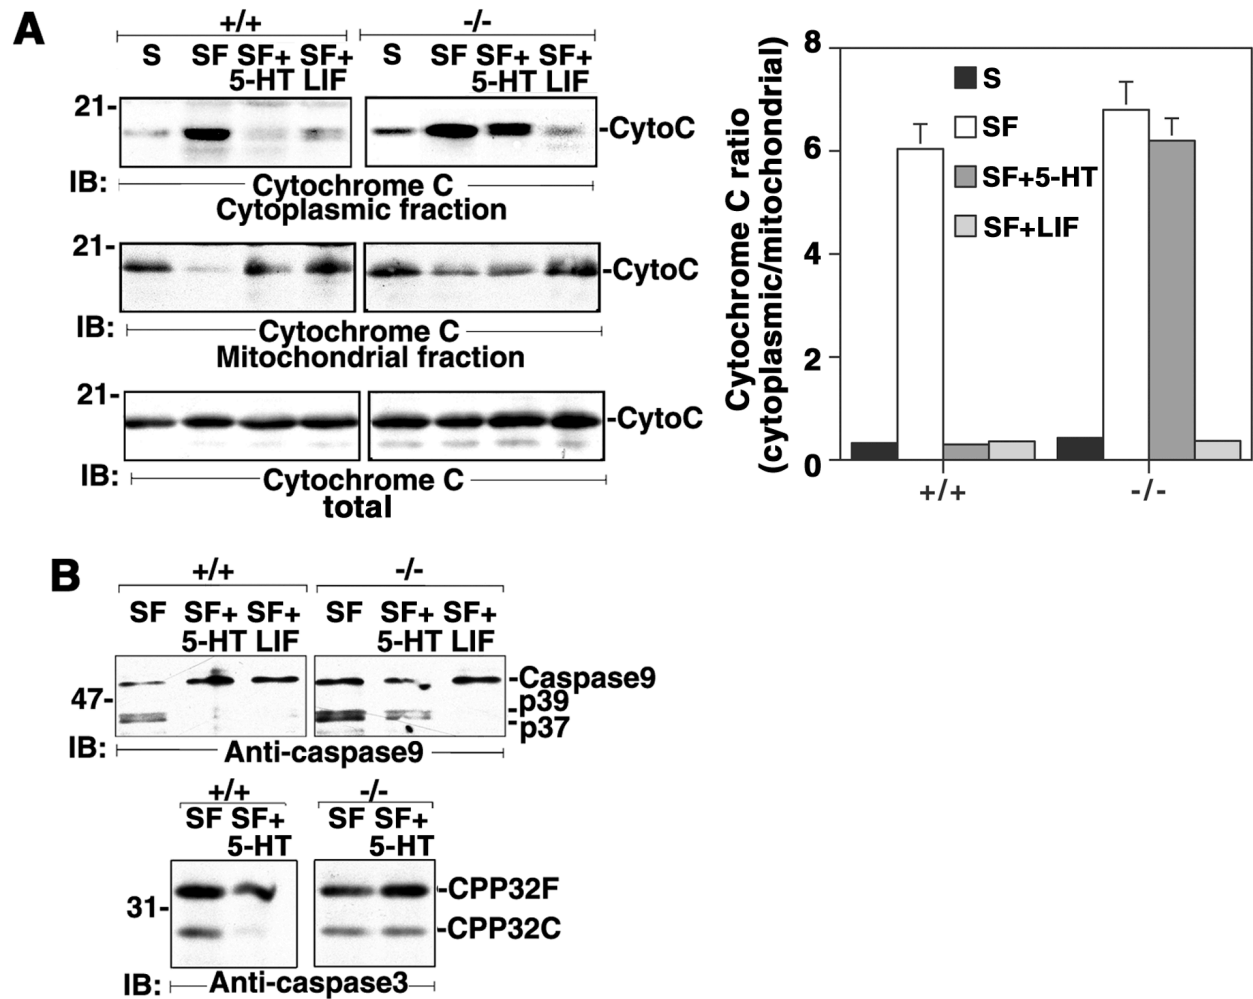 A
+/+ -/-
S SF SF+ SF+ S SF SF+ SF+
5-HT LIF 5-HT LIF
21-
-CytoC
IB: Cytochrome C
Cytoplasmic fraction
21-
-CytoC
IB: Cytochrome C
Mitochondrial fraction
21-
-CytoC
IB: Cytochrome C
total
Cytochrome C ratio
(cytoplasmic/mitochondrial)
8
6
4
2
0
S
SF
SF+5-HT
SF+LIF
+/+ -/-
B
+/+ -/-
SF SF+ SF+ SF SF+ SF+
5-HT LIF 5-HT LIF
-Caspase9
47-
-p39
-p37
IB: Anti-caspase9
+/+ -/-
SF SF+ SF SF+
5-HT 5-HT
-CPP32F
31-
-CPP32C
IB: Anti-caspase3